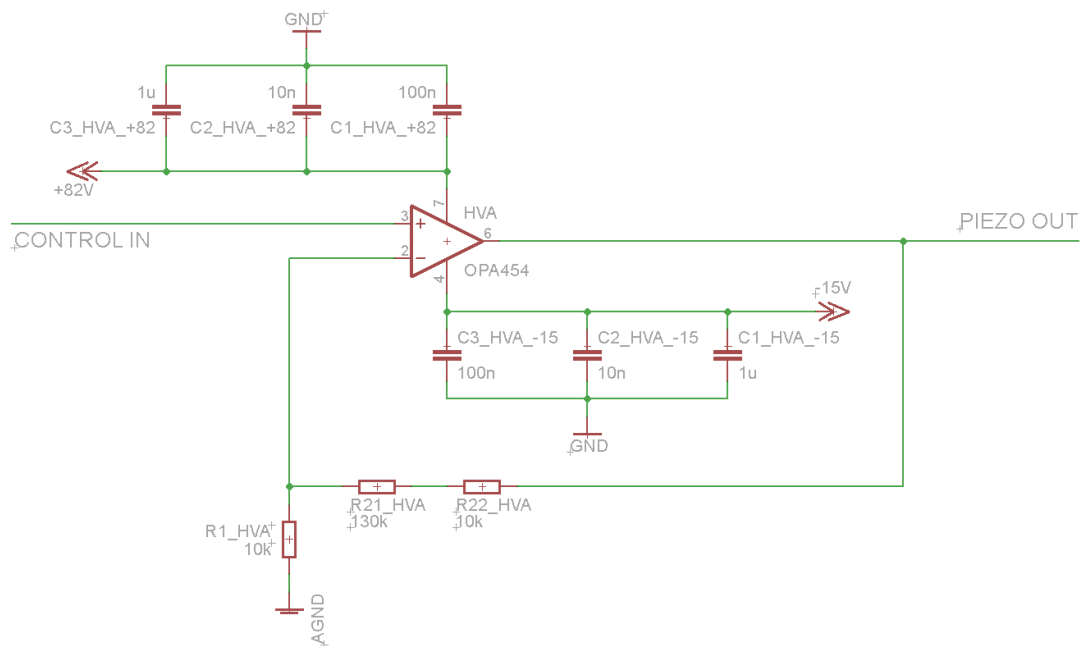 GND
1u
10n
100n
C3_HVA_+82
C2_HVA_+82
C1_HVA_+82
+82V
7
HVA
3
CONTROL IN
6
PIEZO OUT
2
OPA454
4
-15V
C3_HVA_-15
C2_HVA_-15
C1_HVA_-15
100n
10n
1u
GND
R21_HVA
130k
R22_HVA
10k
R1_HVA
10k
AGND